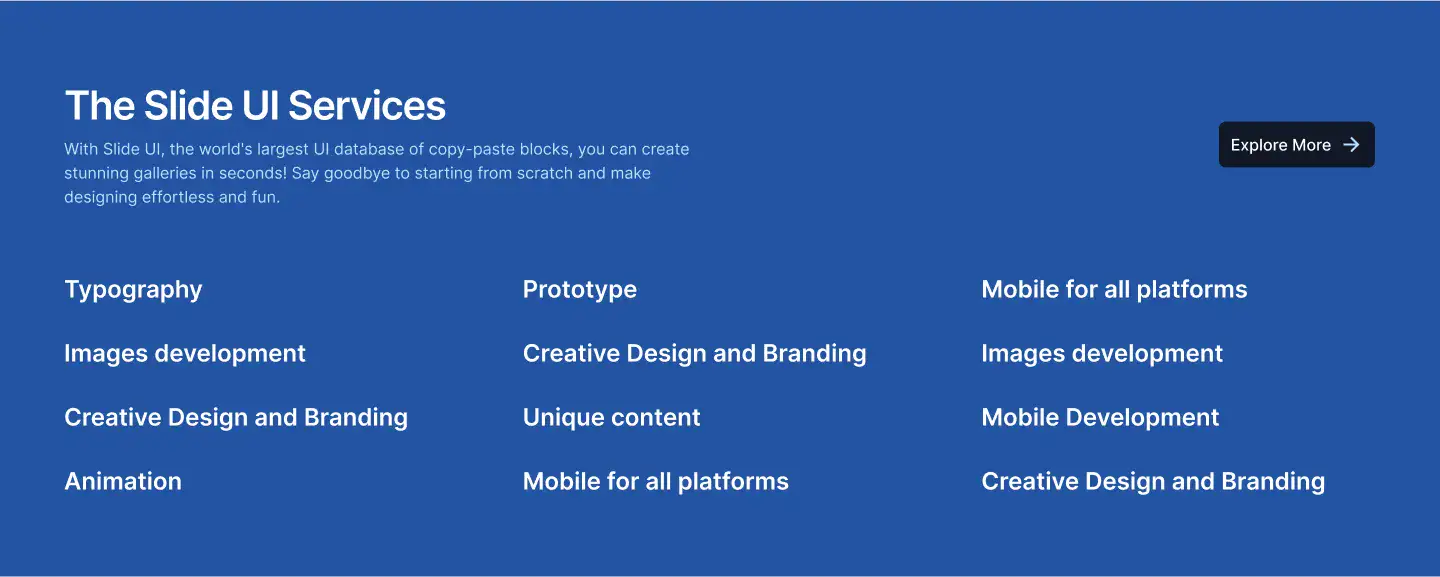 The Slide UI Services
With Slide UI, the world's largest UI database of copy-paste blocks, you can create
stunning galleries in seconds! Say goodbye to starting from scratch and make
designing effortless and fun.
Explore More
Typography
Images development
Creative Design and Branding
Animation
Prototype
Creative Design and Branding
Unique content
Mobile for all platforms
Mobile for all platforms
Images development
Mobile Development
Creative Design and Branding